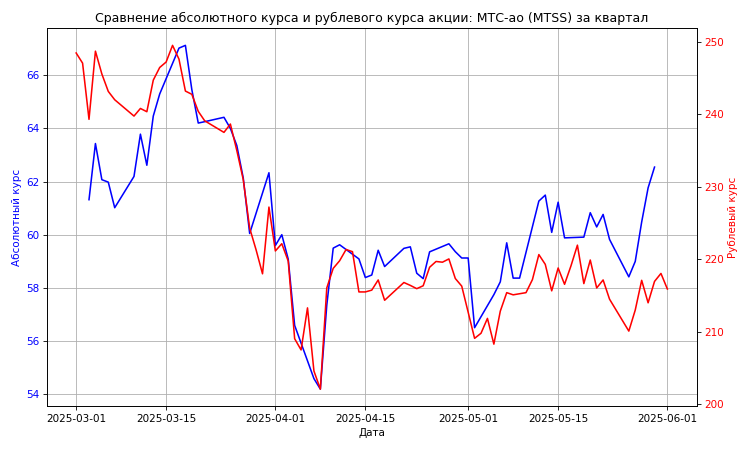 Сравнение абсолютного курса и рублевого курса акции: МТС-ао (MTSS) за квартал
Абсолютный курс
66
64
62
60
58
56
54
250
240
230
220
210
200
Рублевый курс
2025-03-01 2025-03-15 2025-04-01 2025-04-15 2025-05-01 2025-05-15 2025-06-01
Дата